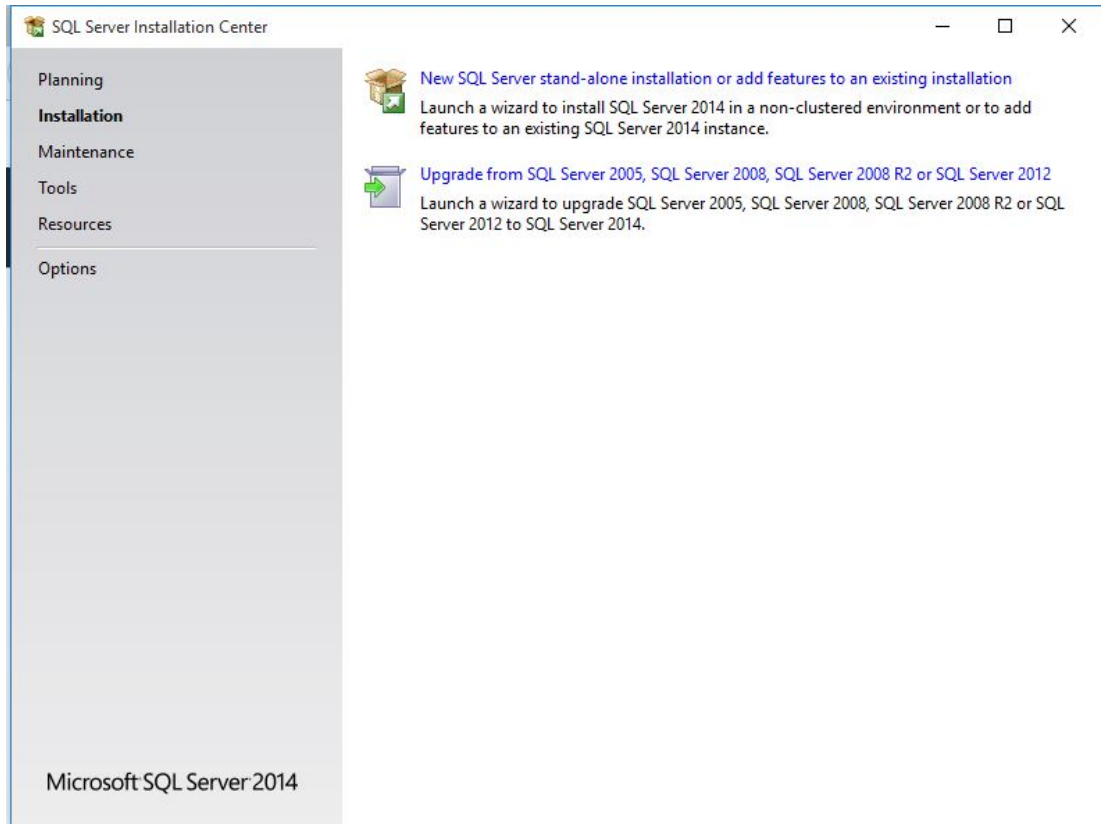 SQL Server Installation Center
Planning
Installation
Maintenance
Tools
Resources
Options
New SQL Server stand-alone installation or add features to an existing installation
Launch a wizard to install SQL Server 2014 in a non-clustered environment or to add
features to an existing SQL Server 2014 instance.
Upgrade from SQL Server 2005, SQL Server 2008, SQL Server 2008 R2 or SQL Server 2012
Launch a wizard to upgrade SQL Server 2005, SQL Server 2008, SQL Server 2008 R2 or SQL
Server 2012 to SQL Server 2014.
Microsoft SQL Server 2014